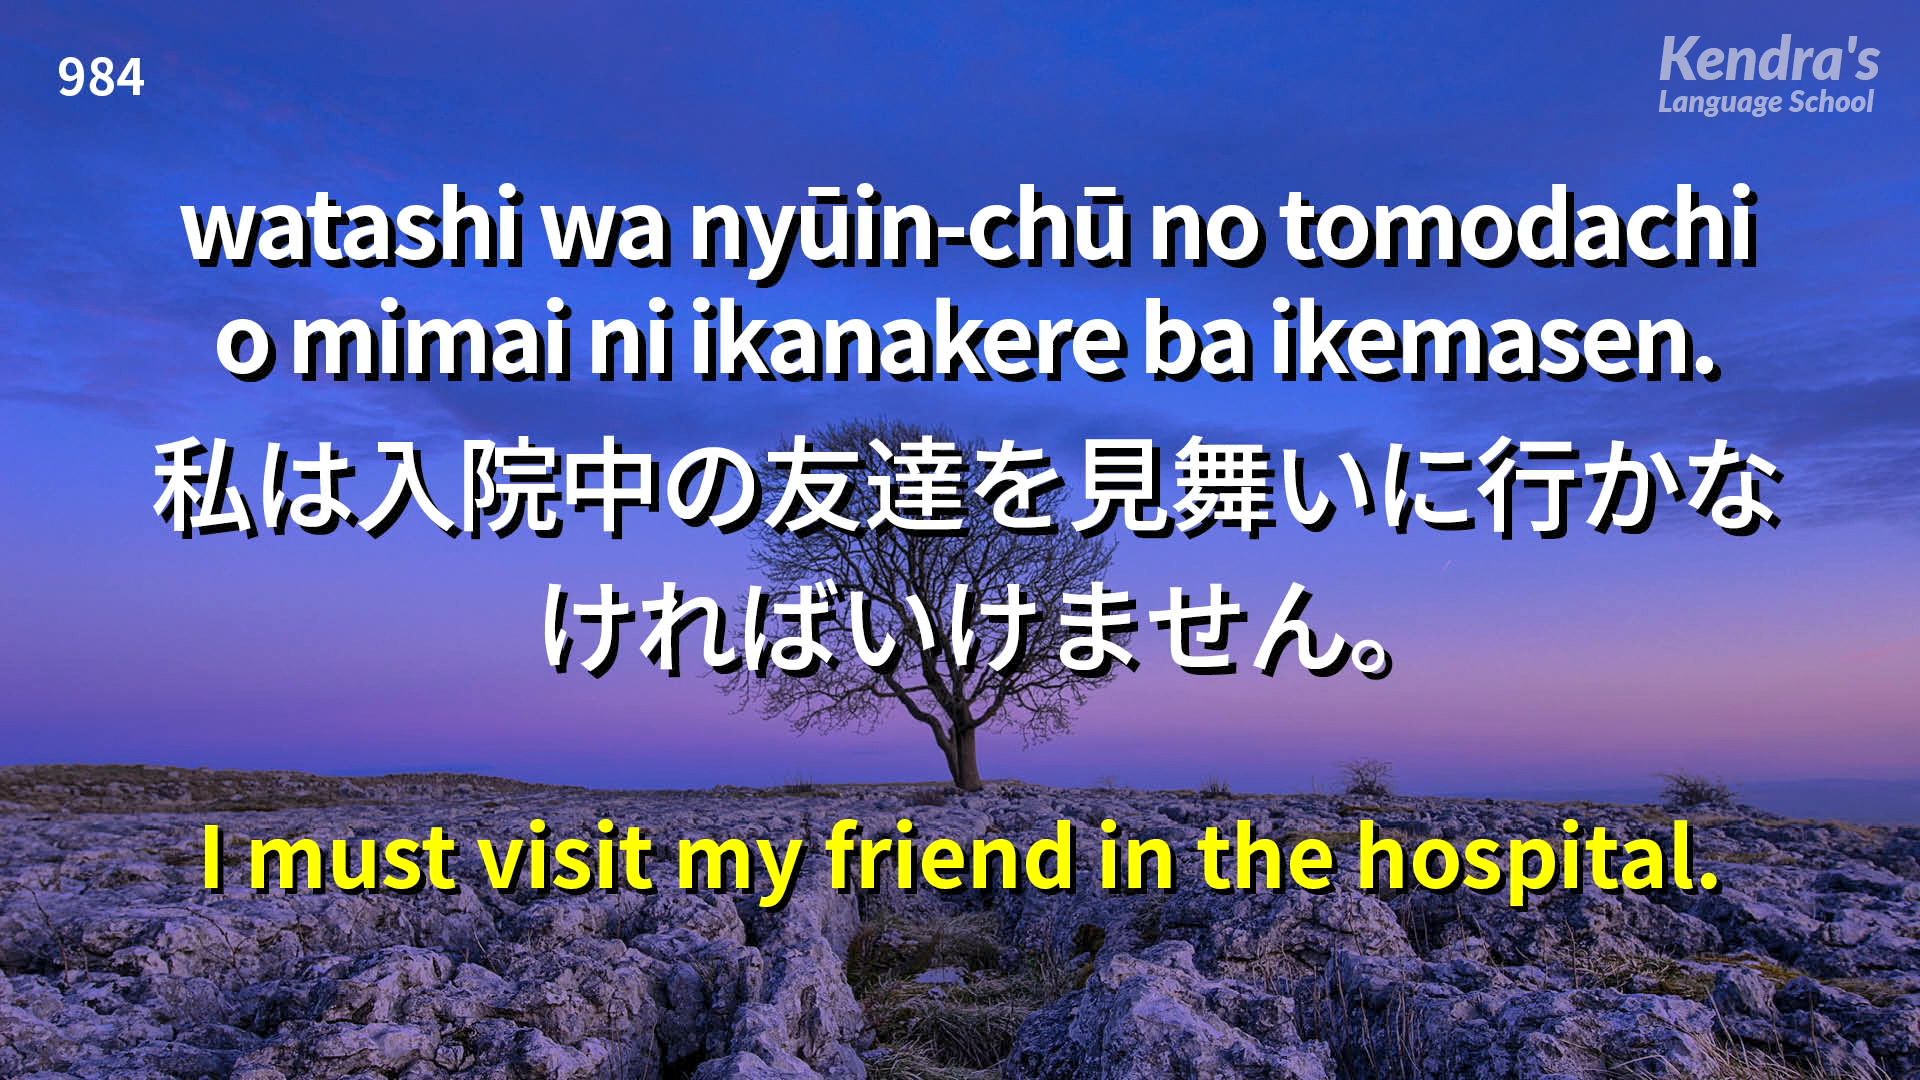 984
Kendra's
Language School
watashi wa nyūin-chū no tomodachi
o mimai ni ikanakere ba ikemasen.
私は入院中の友達を見舞いに行かな
ければいけません。
I must visit my friend in the hospital.